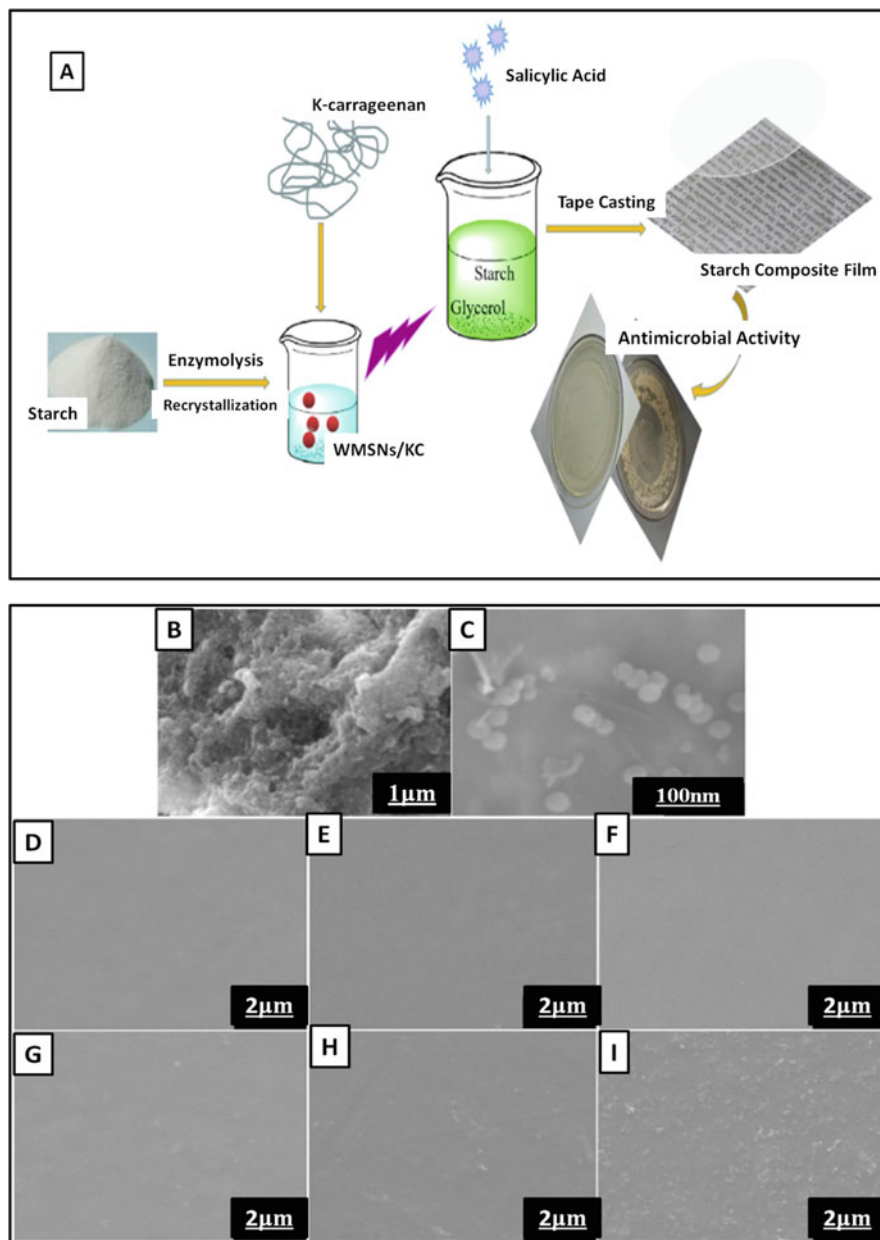 A
Salicylic Acid
K-carrageenan
Tape Casting
Starch
Glycerol
Starch Composite Film
Enzymolysis
Recrystallization
Starch
WMSNs/KC
Antimicrobial Activity
B
1µm
C
100nm
D
2µm
E
2µm
F
2µm
G
2µm
H
2µm
I
2µm